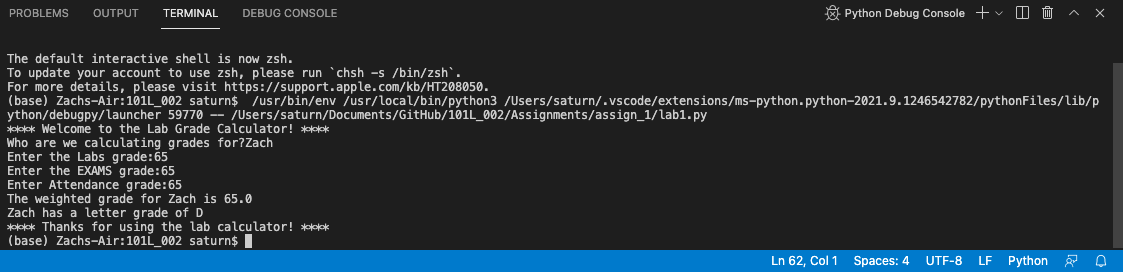 PROBLEMS OUTPUT TERMINAL DEBUG CONSOLE Python Debug Console
The default interactive shell is now zsh.
To update your account to use zsh, please run `chsh -s /bin/zsh`.
For more details, please visit https://support.apple.com/kb/HT208050.
(base) Zachs-Air:101L_002 saturn$  /usr/bin/env /usr/local/bin/python3 /Users/saturn/.vscode/extensions/ms-python.python-2021.9.1246542782/pythonFiles/lib/p
ython/debugpy/launcher 59770 -- /Users/saturn/Documents/GitHub/101L_002/Assignments/assign_1/lab1.py
**** Welcome to the Lab Grade Calculator! ****
Who are we calculating grades for?Zach
Enter the Labs grade:65
Enter the EXAMS grade:65
Enter Attendance grade:65
The weighted grade for Zach is 65.0
Zach has a letter grade of D
**** Thanks for using the lab calculator! ****
(base) Zachs-Air:101L_002 saturn$
Ln 62, Col 1 Spaces: 4 UTF-8 LF Python